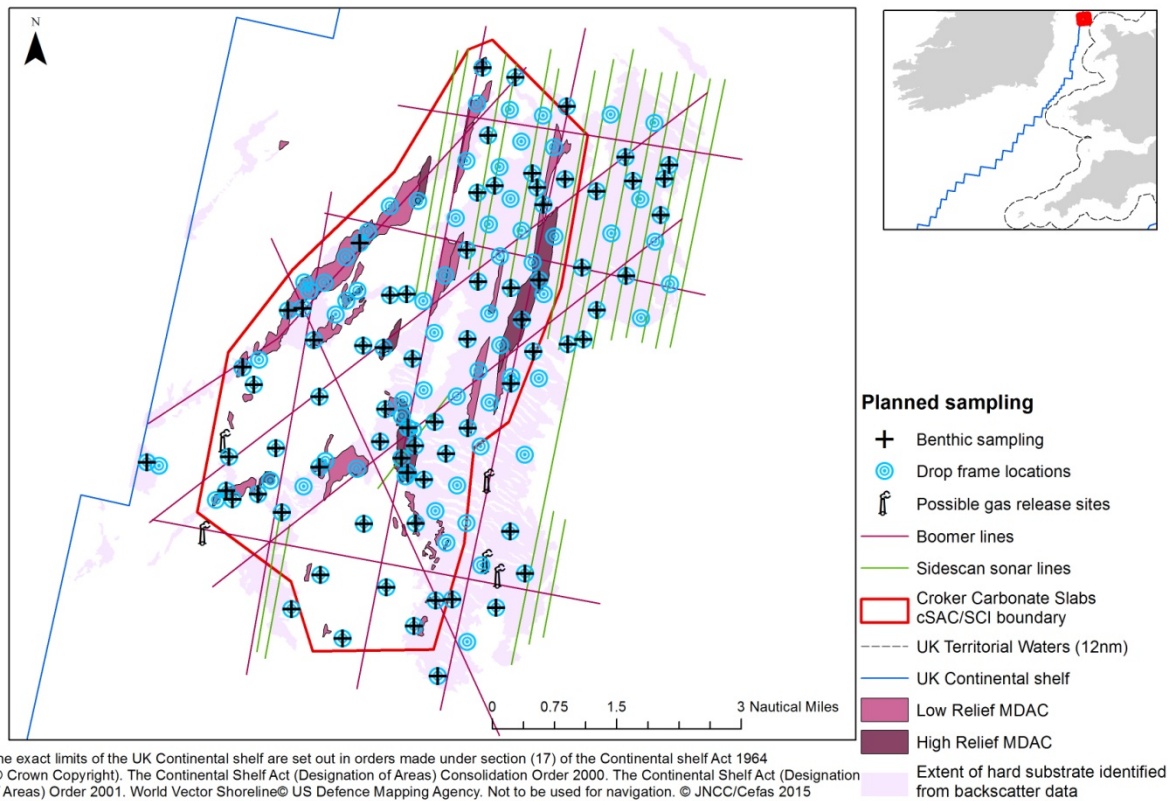 N
0 0.75 1.5 3 Nautical Miles
Planned sampling
Benthic sampling
Drop frame locations
Possible gas release sites
Boomer lines
Sidescan sonar lines
Croker Carbonate Slabs
cSAC/SCI boundary
UK Territorial Waters (12nm)
UK Continental shelf
Low Relief MDAC
High Relief MDAC
Extent of hard substrate identified
from backscatter data
he exact limits of the UK Continental shelf are set out in orders made under section (17) of the Continental shelf Act 1964
Crown Copyright). The Continental Shelf Act (Designation of Areas) Consolidation Order 2000. The Continental Shelf Act (Designation
Areas) Order 2001. World Vector Shoreline© US Defence Mapping Agency. Not to be used for navigation. © JNCC/Cefas 2015